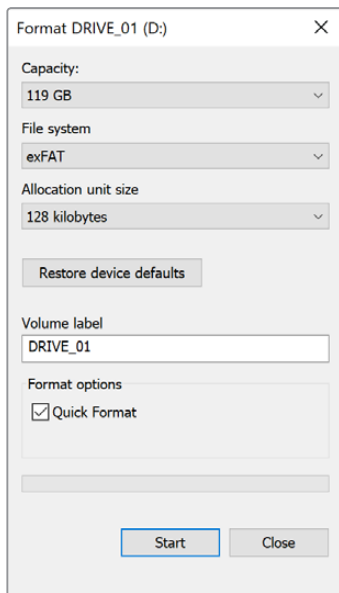 Format DRIVE_01 (D:)
Capacity:
119 GB
File system
exFAT
Allocation unit size
128 kilobytes
Restore device defaults
Volume label
DRIVE_01
Format options
Quick Format
Start Close